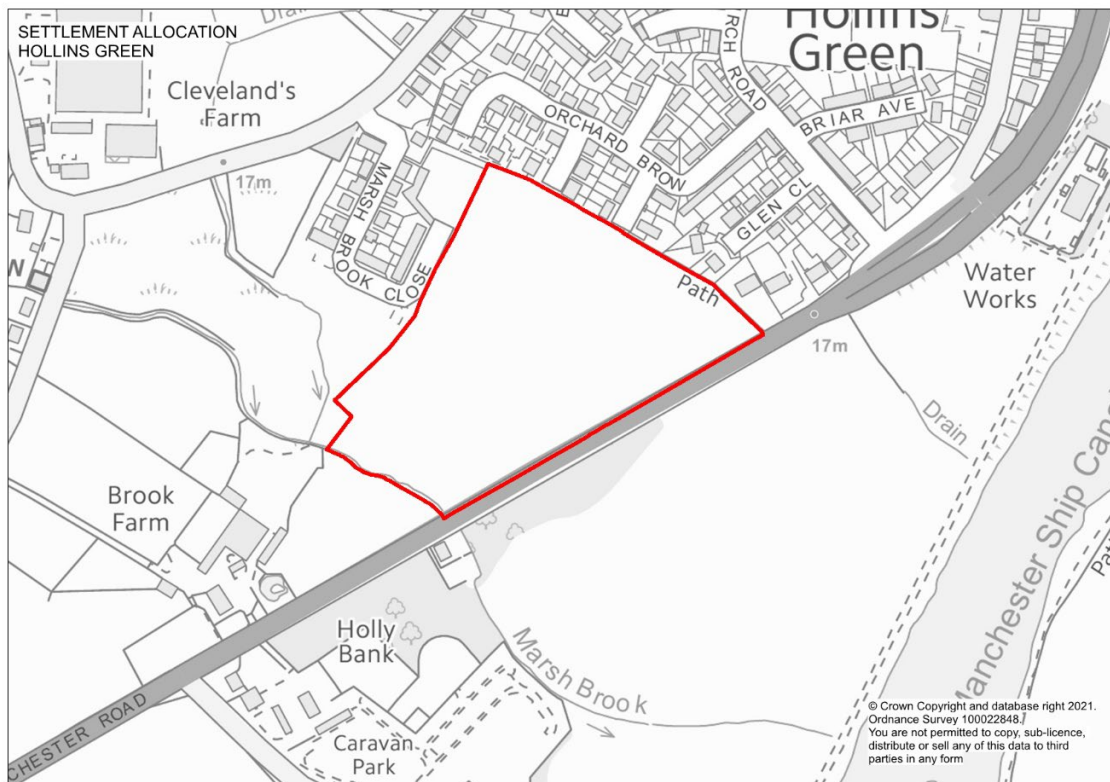 SETTLEMENT ALLOCATION
HOLLINS GREEN
Hollins
Green
Cleveland's
Farm
ORCHARD BROW
ROAD
BRIAR AVE
17m
MARSH
BROOK CLOSE
GLEN CL
Path
Water
Works
17m
Drain
Brook
Farm
Holly
Bank
Marsh Brook
Manchester Ship
CHESTER ROAD
Caravan
Park
© Crown Copyright and database right 2021.
Ordnance Survey 100022848.
You are not permitted to copy, sub-licence,
distribute or sell any of this data to third
parties in any form